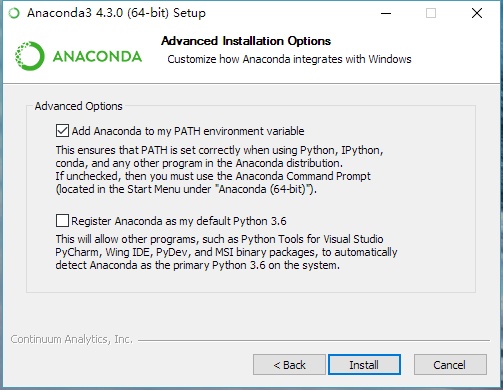 Anaconda3 4.3.0 (64-bit) Setup
Advanced Installation Options
Customize how Anaconda integrates with Windows
ANACONDA
Advanced Options
Add Anaconda to my PATH environment variable
This ensures that PATH is set correctly when using Python, IPython,
conda, and any other program in the Anaconda distribution.
If unchecked, then you must use the Anaconda Command Prompt
(located in the Start Menu under "Anaconda (64-bit)").
Register Anaconda as my default Python 3.6
This will allow other programs, such as Python Tools for Visual Studio
PyCharm, Wing IDE, PyDev, and MSI binary packages, to automatically
detect Anaconda as the primary Python 3.6 on the system.
Continuum Analytics, Inc.
< Back
Install
Cancel